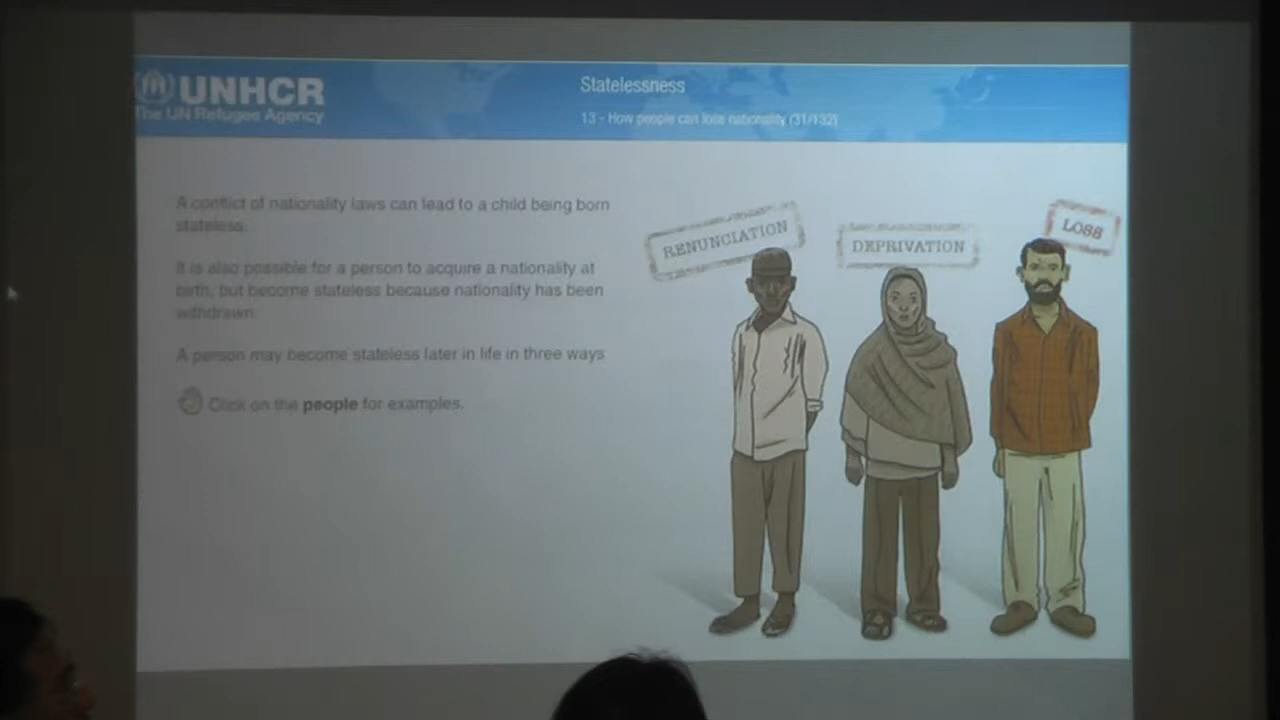 UNHCR
The UN Refugee Agency
Statelessness
13 - How people can lose nationality (31/132)
A conflict of nationality laws can lead to a child being born
stateless.
It is also possible for a person to acquire a nationality at
birth, but become stateless because nationality has been
withdrawn.
A person may become stateless later in life in three ways
Click on the people for examples.
RENUNCIATION
DEPRIVATION
LOSS